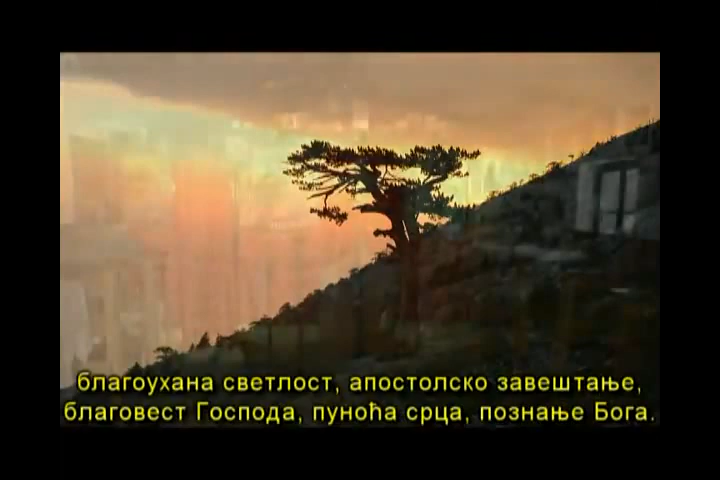 благоухана светлост, апостолско завештање,
благовест Господа, пуноћа срца, познање Бога.